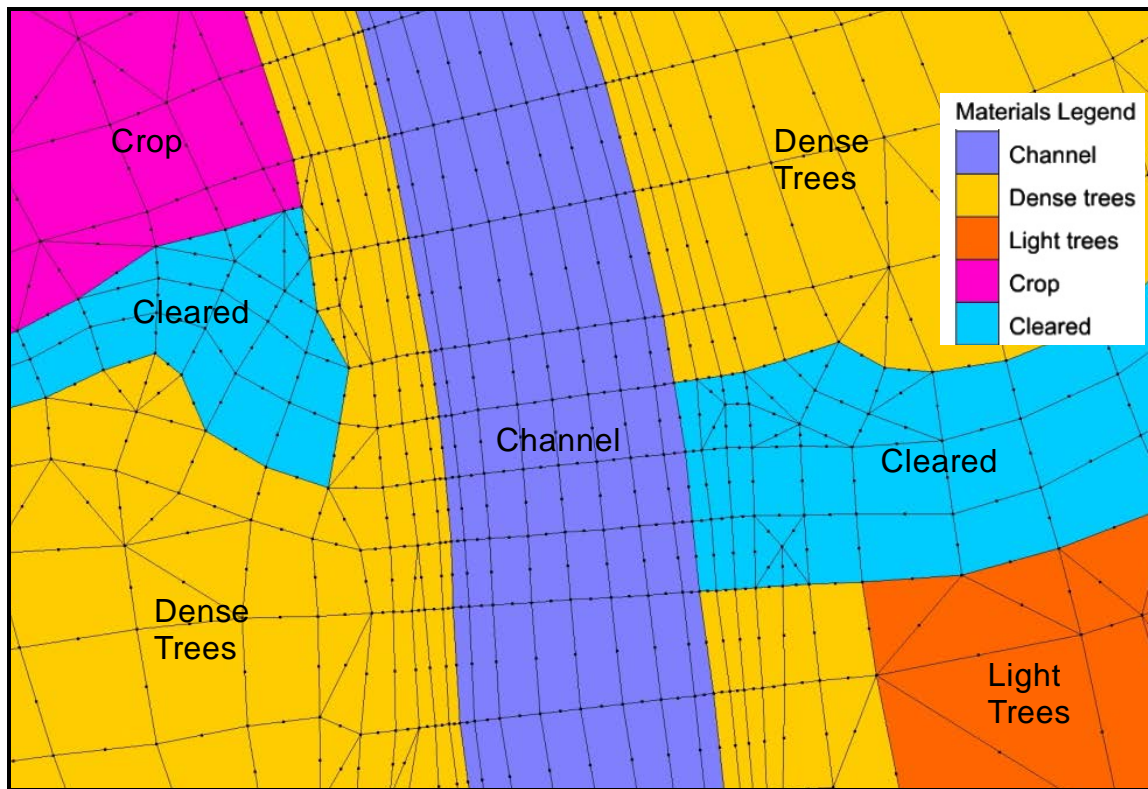 Crop
Dense
Trees
Materials Legend
Channel
Dense trees
Light trees
Crop
Cleared
Cleared
Channel
Cleared
Dense
Trees
Light
Trees